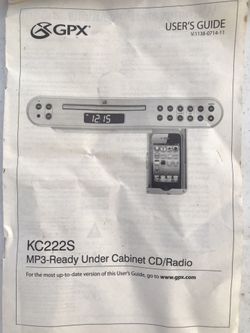 GPX
USER'S GUIDE
V:1138-0714-11
12:15
KC222S
MP3-Ready Under Cabinet CD/Radio
For the most up-to-date version of this User's Guide, go to www.gpx.com